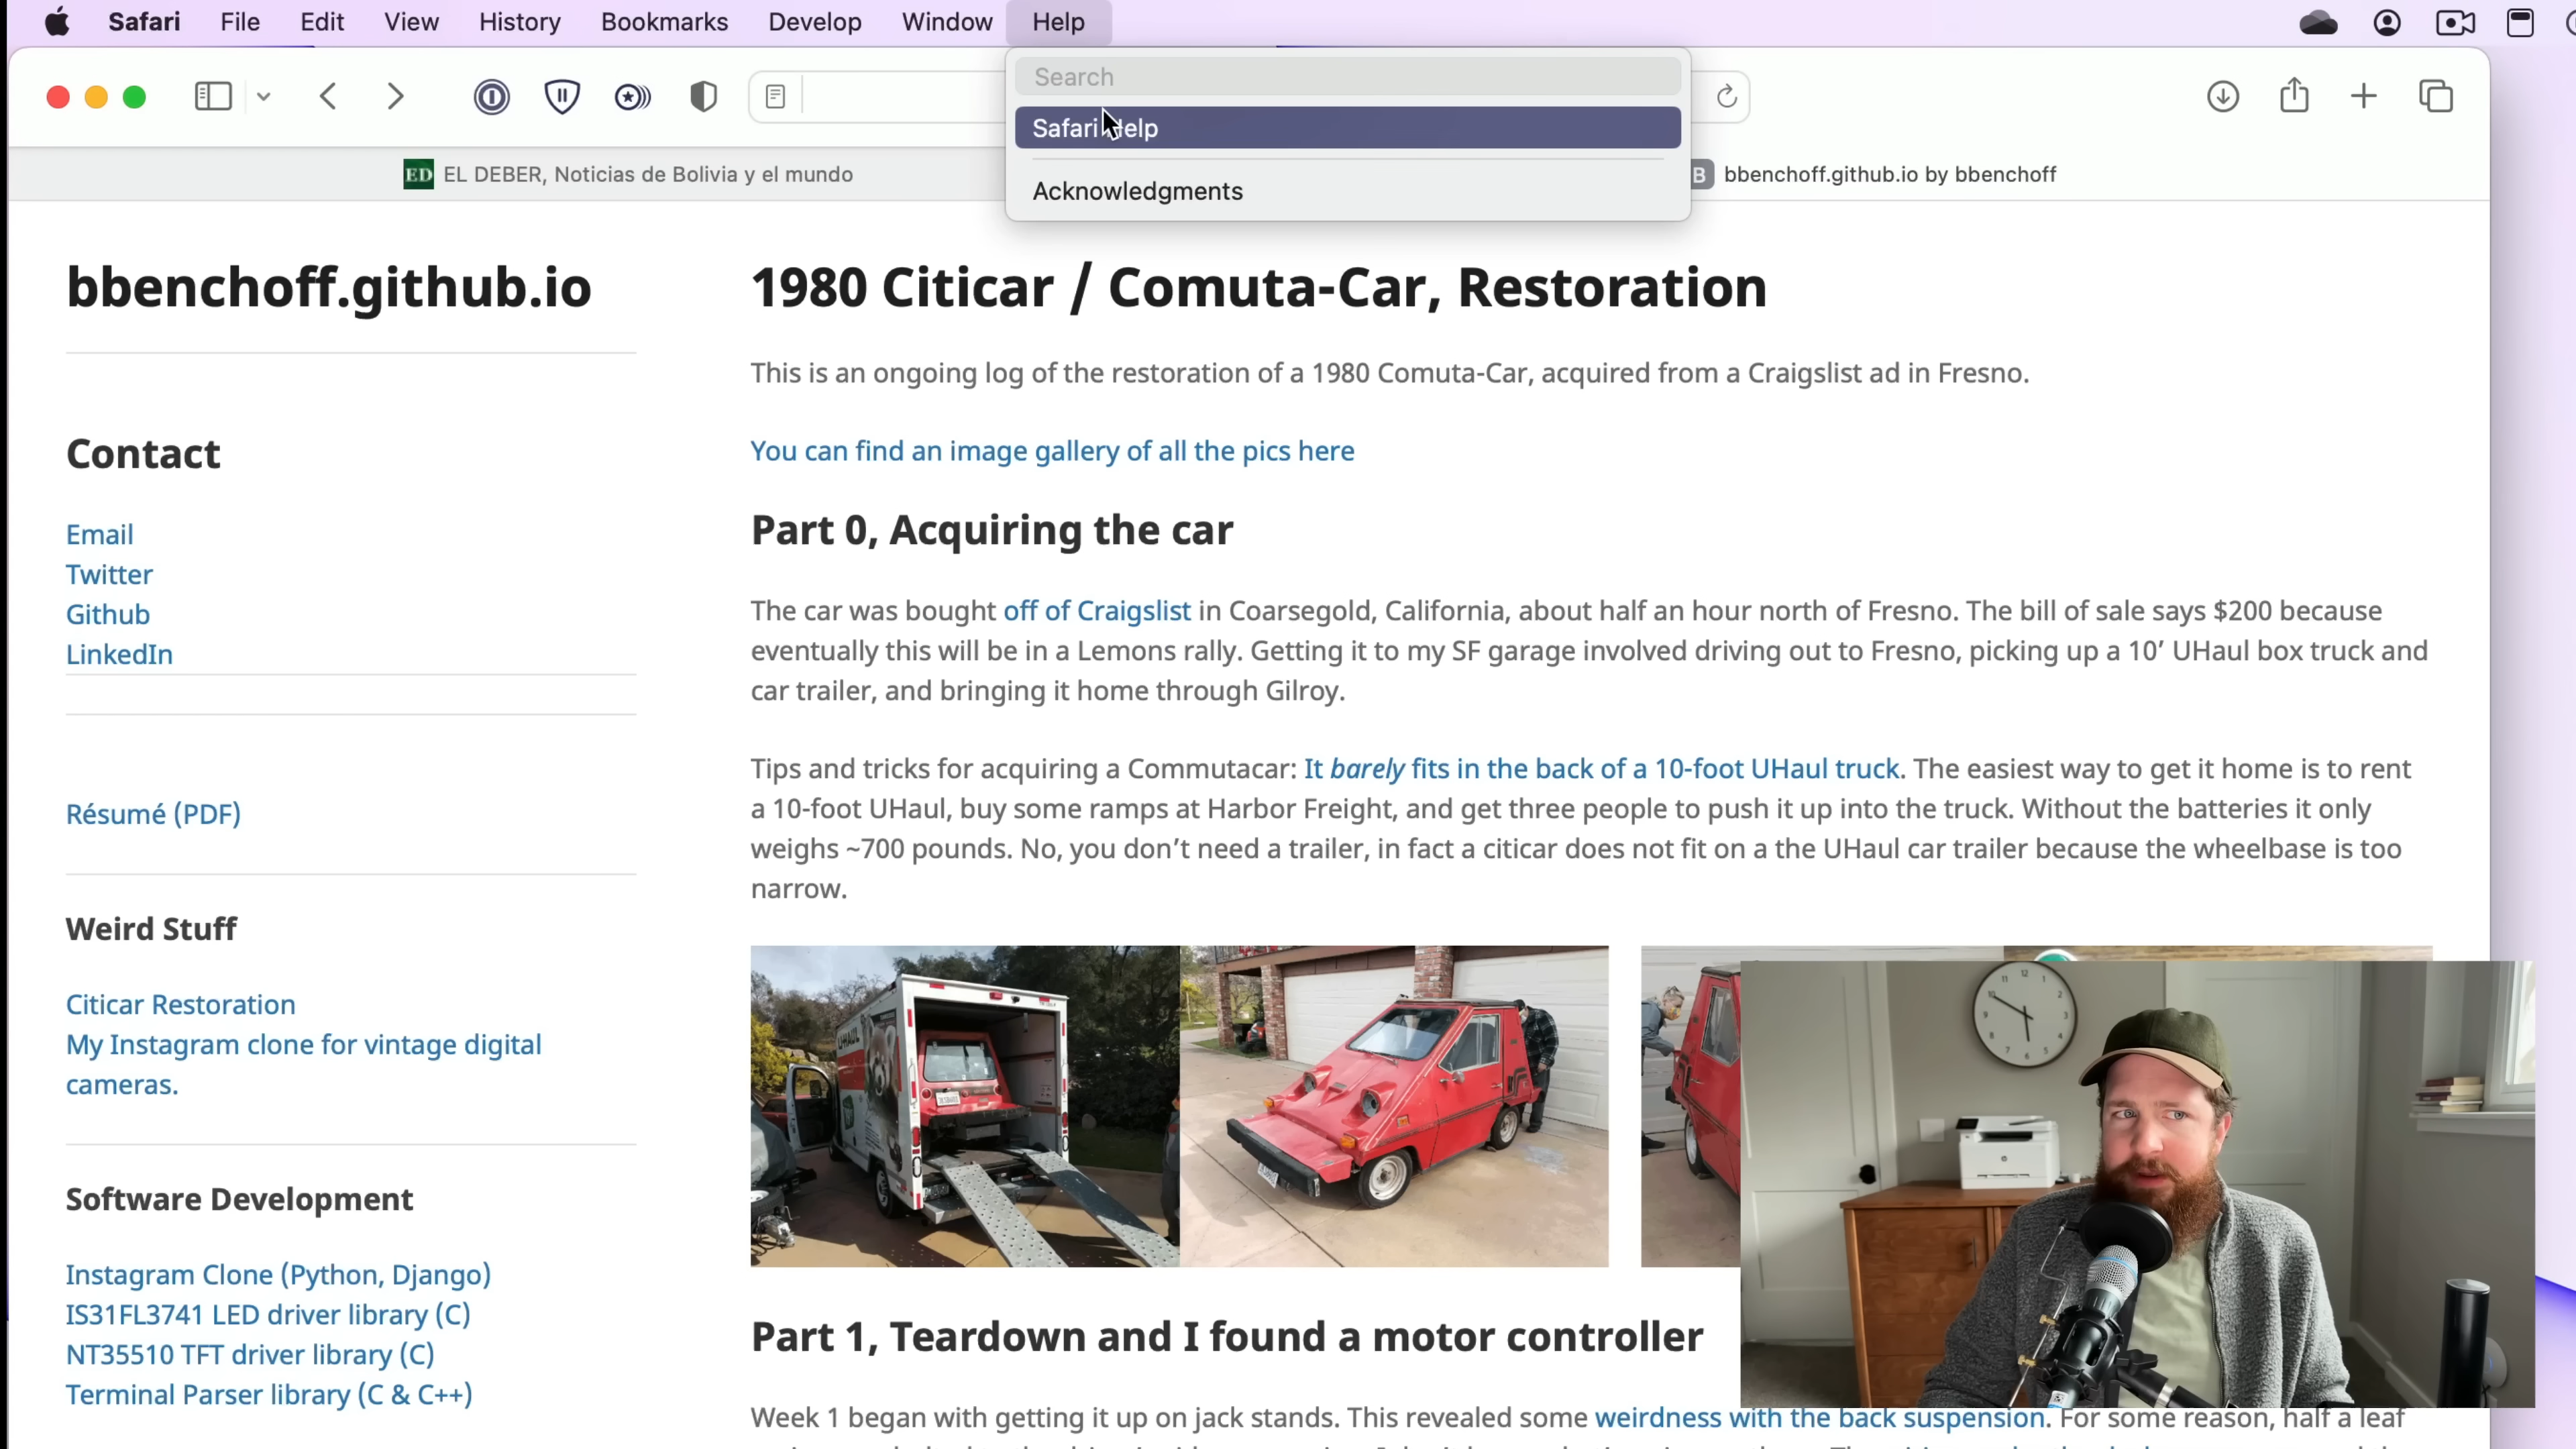 Safari File Edit View History Bookmarks Develop Window Help
Search
Safari Help
Acknowledgments
ED EL DEBER, Noticias de Bolivia y el mundo
B bbenchoff.github.io by bbenchoff
bbenchoff.github.io
Contact
Email
Twitter
Github
LinkedIn
Résumé (PDF)
Weird Stuff
Citicar Restoration
My Instagram clone for vintage digital
cameras.
Software Development
Instagram Clone (Python, Django)
IS31FL3741 LED driver library (C)
NT35510 TFT driver library (C)
Terminal Parser library (C & C++)
1980 Citicar / Comuta-Car, Restoration
This is an ongoing log of the restoration of a 1980 Comuta-Car, acquired from a Craigslist ad in Fresno.
You can find an image gallery of all the pics here
Part 0, Acquiring the car
The car was bought off of Craigslist in Coarsegold, California, about half an hour north of Fresno. The bill of sale says $200 because
eventually this will be in a Lemons rally. Getting it to my SF garage involved driving out to Fresno, picking up a 10’ UHaul box truck and
car trailer, and bringing it home through Gilroy.
Tips and tricks for acquiring a Commutacar: It barely fits in the back of a 10-foot UHaul truck. The easiest way to get it home is to rent
a 10-foot UHaul, buy some ramps at Harbor Freight, and get three people to push it up into the truck. Without the batteries it only
weighs ~700 pounds. No, you don’t need a trailer, in fact a citicar does not fit on a the UHaul car trailer because the wheelbase is too
narrow.
Part 1, Teardown and I found a motor controller
Week 1 began with getting it up on jack stands. This revealed some weirdness with the back suspension. For some reason, half a leaf